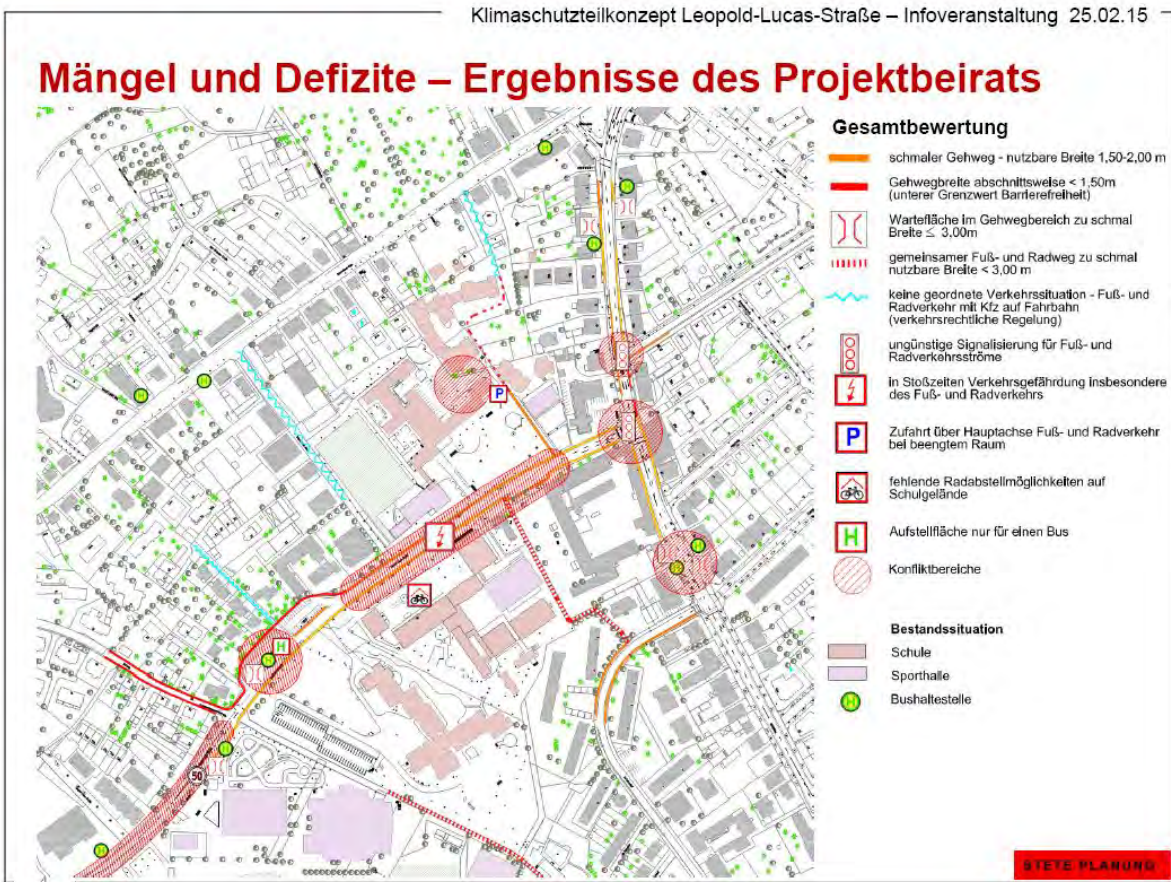 Klimaschutzteilkonzept Leopold-Lucas-Straße – Infoveranstaltung 25.02.15
Mängel und Defizite – Ergebnisse des Projektbeirats
Gesamtbewertung
schmaler Gehweg - nutzbare Breite 1,50-2,00 m
Gehwegbreite abschnittsweise < 1,50m
(unterer Grenzwert Barrierefreiheit)
Wartefläche im Gehwegbereich zu schmal
Breite ≤ 3,00m
gemeinsamer Fuß- und Radweg zu schmal
nutzbare Breite < 3,00 m
keine geordnete Verkehrssituation - Fuß- und
Radverkehr mit Kfz auf Fahrbahn
(verkehrsrechtliche Regelung)
ungünstige Signalisierung für Fuß- und
Radverkehrsströme
in Stoßzeiten Verkehrsgefährdung insbesondere
des Fuß- und Radverkehrs
P
Zufahrt über Hauptachse Fuß- und Radverkehr
bei beengtem Raum
fehlende Radabstellmöglichkeiten auf
Schulgelände
H
Aufstellfläche nur für einen Bus
Konfliktbereiche
Bestandssituation
Schule
Sporthalle
H
Bushaltestelle
H
H
H
H
H
P
H
H
H
H
H
50
H
STETE PLANUNG